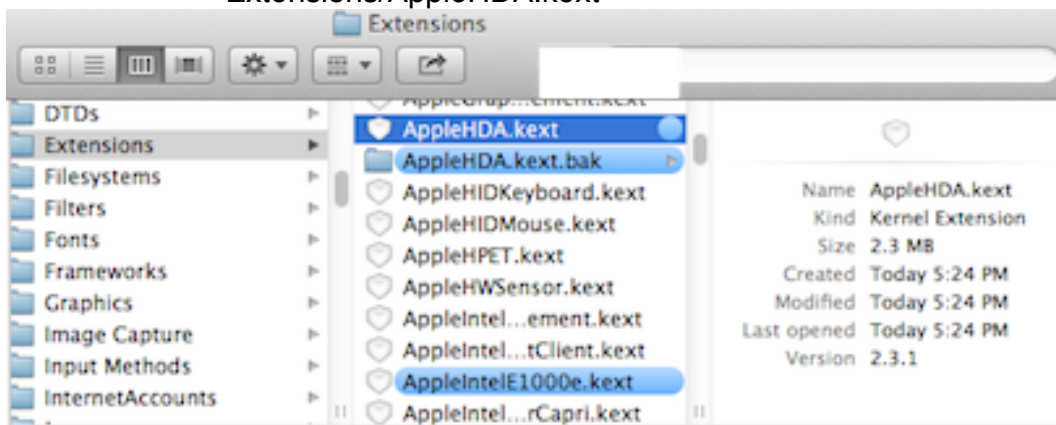 Extensions/AppleHDA.kext
Extensions
DTDs
Extensions
Filesystems
Filters
Fonts
Frameworks
Graphics
Image Capture
Input Methods
InternetAccounts
AppleHDA.kext
AppleHDA.kext.bak
AppleHIDKeyboard.kext
AppleHIDMouse.kext
AppleHPET.kext
AppleHWSensor.kext
AppleIntel...ement.kext
AppleIntel...tClient.kext
AppleIntelE1000e.kext
AppleIntel...rCapri.kext
Name AppleHDA.kext
Kind Kernel Extension
Size 2.3 MB
Created Today 5:24 PM
Modified Today 5:24 PM
Last opened Today 5:24 PM
Version 2.3.1